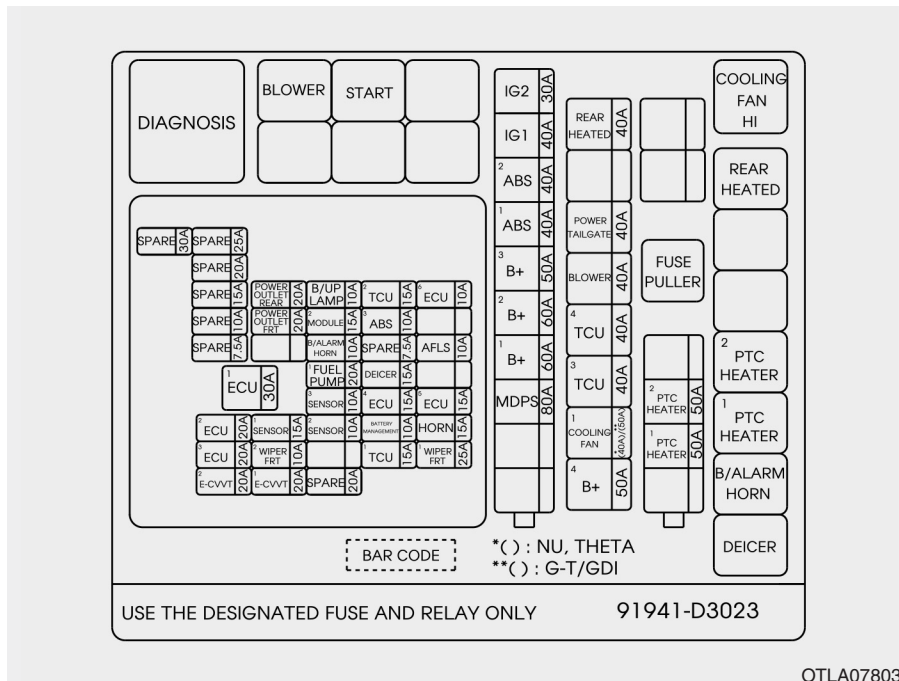 DIAGNOSIS
BLOWER
START
IG2 30A
IG1 40A
2 ABS 40A
1 ABS 40A
3 B+ 50A
2 B+ 60A
1 B+ 60A
MDPS 80A
REAR
HEATED 40A
POWER
TAILGATE 40A
BLOWER 40A
4 TCU 40A
3 TCU 40A
1 COOLING
FAN *(40A)/**(50A)
4 B+ 50A
FUSE
PULLER
2 PTC
HEATER 50A
1 PTC
HEATER 50A
COOLING
FAN
HI
REAR
HEATED
2 PTC
HEATER
1 PTC
HEATER
B/ALARM
HORN
DEICER
SPARE 30A SPARE 25A
SPARE 20A
SPARE 15A
POWER
OUTLET
REAR 20A
B/UP
LAMP 10A
2 TCU 15A
6 ECU 10A
SPARE 10A
POWER
OUTLET
FRT 20A
2 MODULE 15A
3 ABS 10A
SPARE 7.5A
B/ALARM
HORN 10A
SPARE 7.5A
AFLS 10A
1 ECU 30A
1 FUEL
PUMP 20A
DEICER 15A
3 SENSOR 10A
4 ECU 15A
5 ECU 15A
2 ECU 20A
1 SENSOR 15A
2 SENSOR 10A
BATTERY
MANAGEMENT 10A
HORN 15A
3 ECU 20A
2 WIPER
FRT 10A
1 TCU 15A
1 WIPER
FRT 25A
2 E-CVVT 20A
1 E-CVVT 20A
SPARE 20A
BAR CODE
*( ) : NU, THETA
**( ) : G-T/GDI
USE THE DESIGNATED FUSE AND RELAY ONLY 91941-D3023
OTLA07803